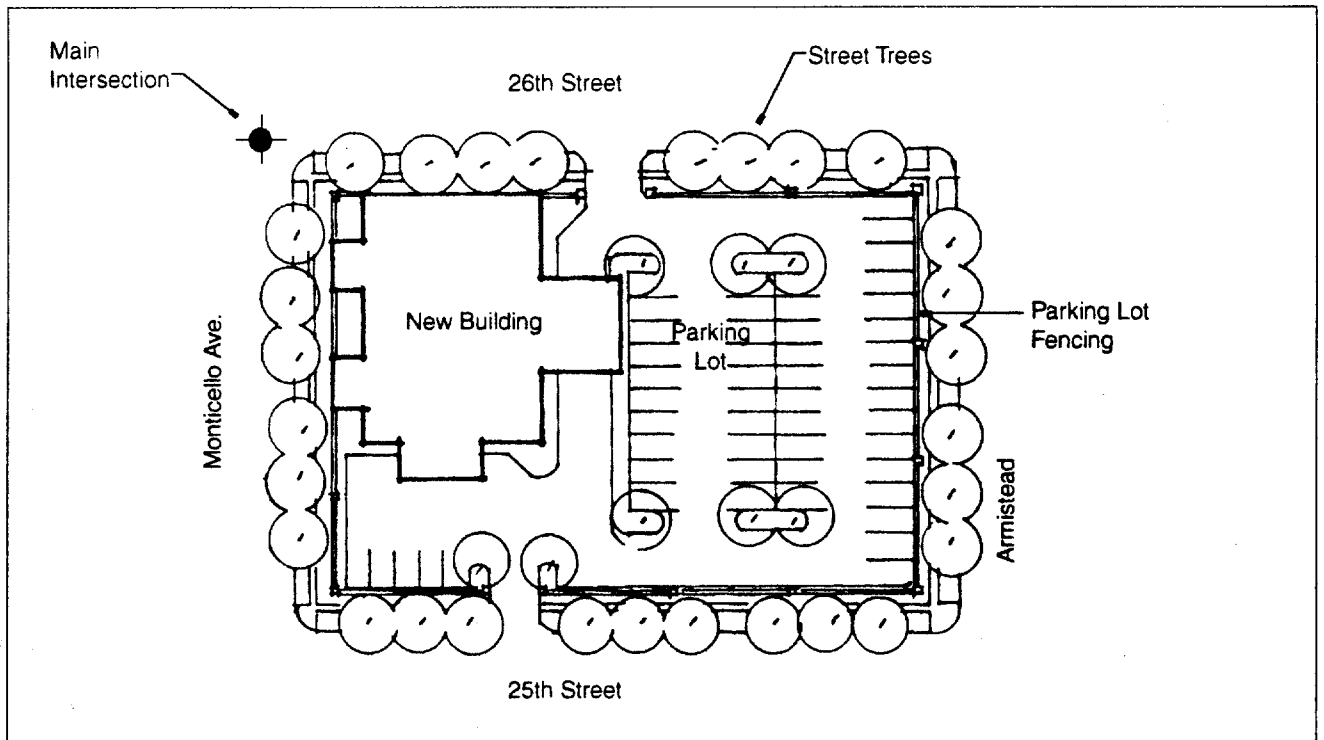 Main
Intersection
26th Street
Street Trees
New Building
Parking
Lot
Parking Lot
Fencing
Monticello Ave.
Armistead
25th Street